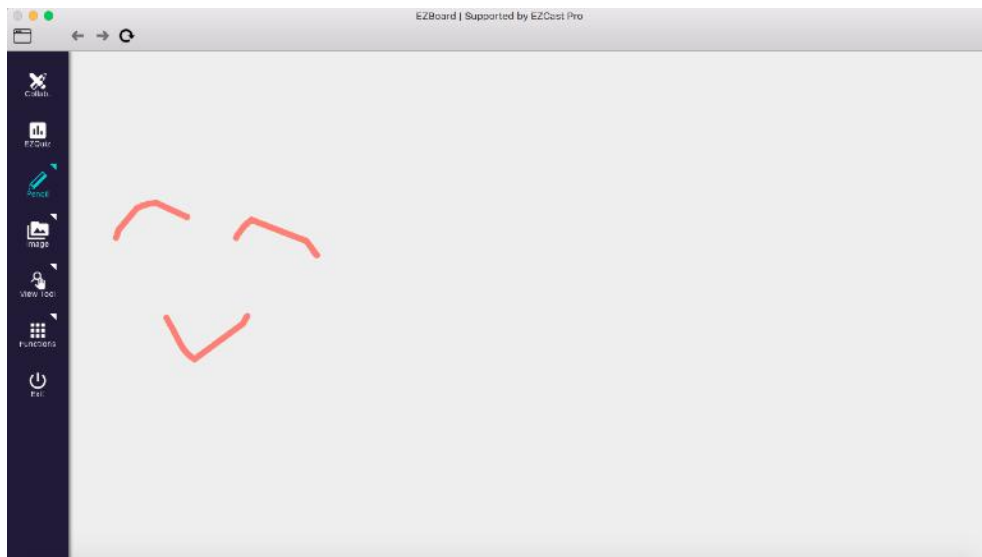 EZBoard | Supported by EZCast Pro
Collab.
EZQuiz
Pencil
Image
View Tool
Functions
Exit